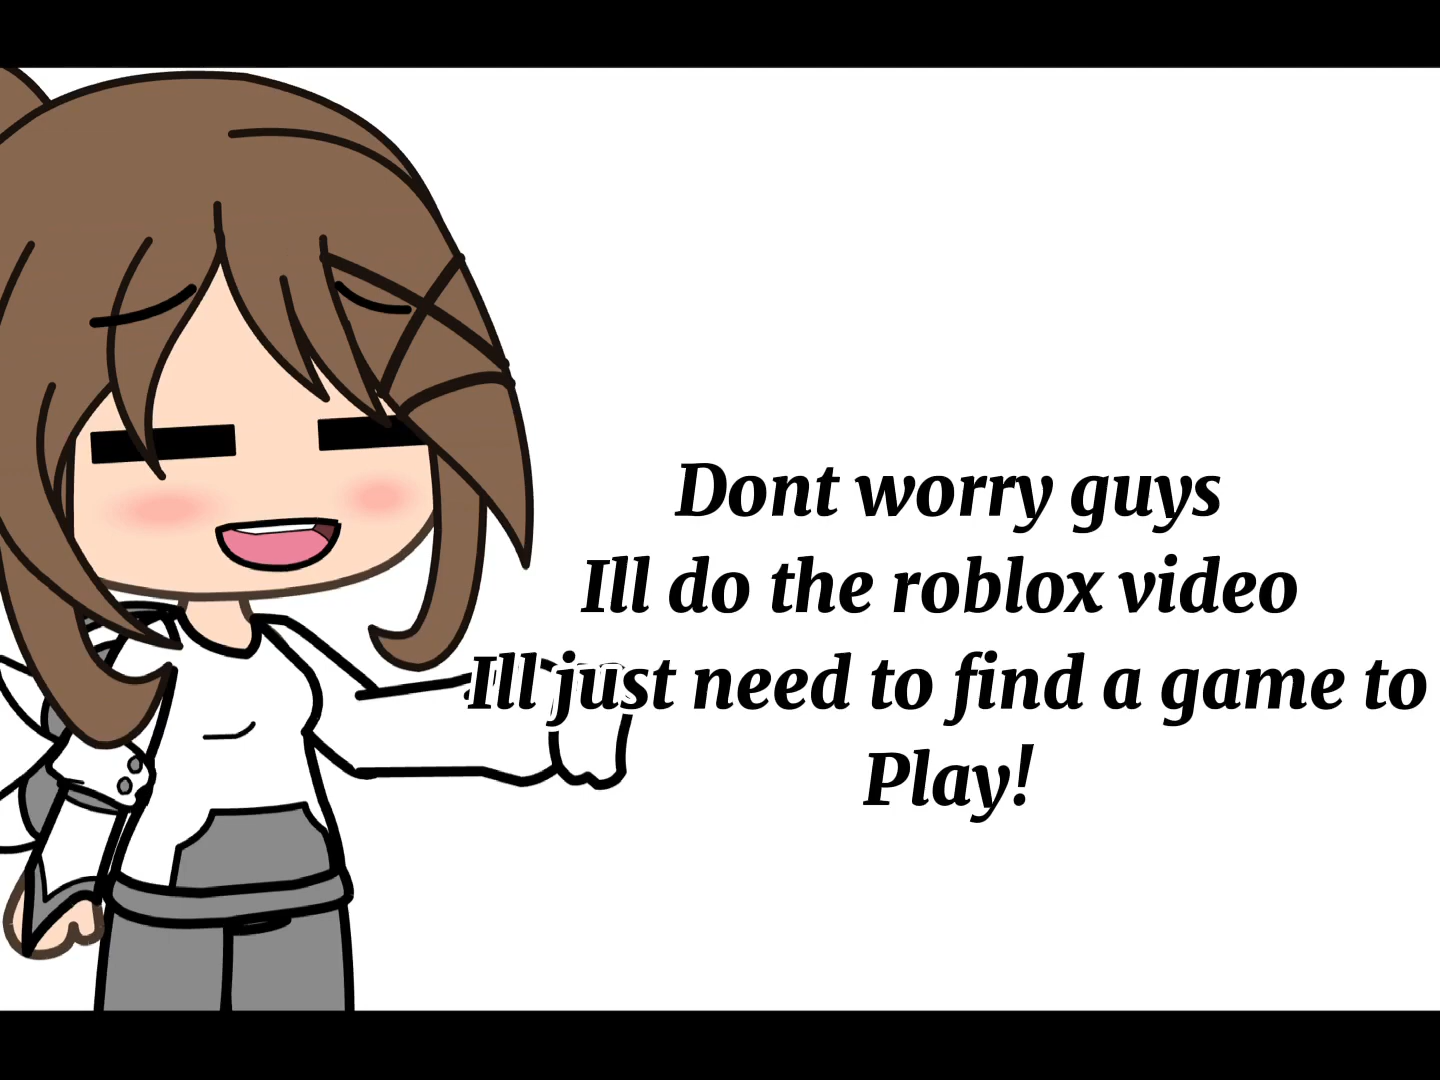 Dont worry guys
Ill do the roblox video
Ill just need to find a game to
Play!